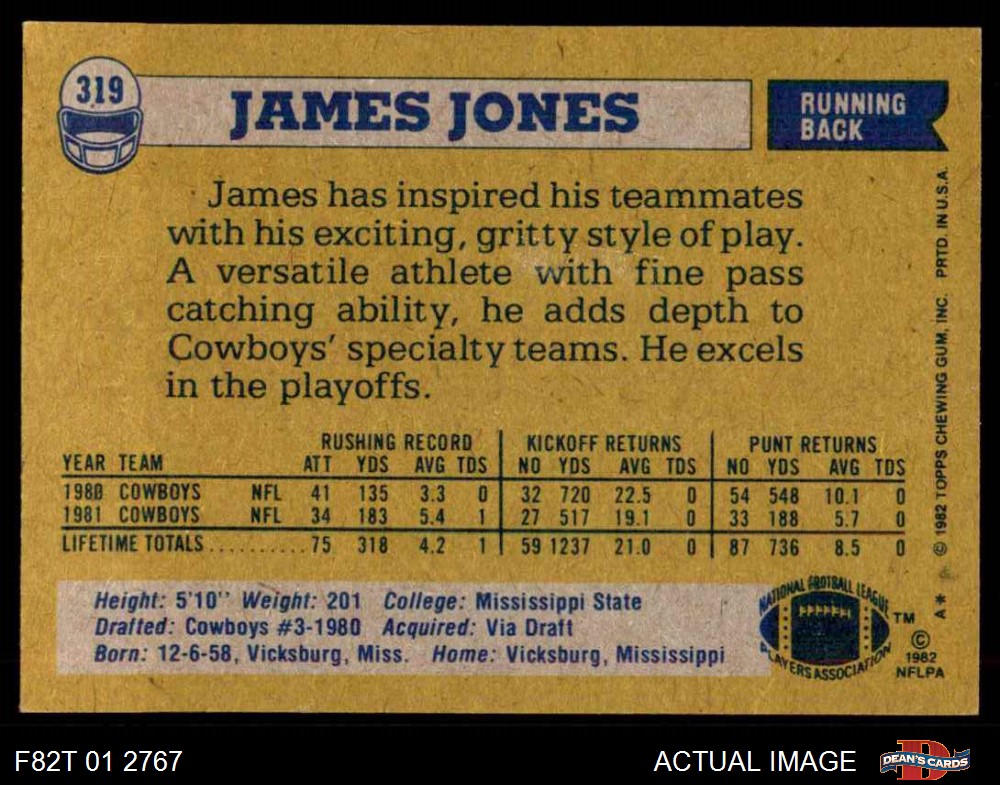 319
JAMES JONES
RUNNING
BACK
James has inspired his teammates
with his exciting, gritty style of play.
A versatile athlete with fine pass
catching ability, he adds depth to
Cowboys' specialty teams. He excels
in the playoffs.
RUSHING RECORD KICKOFF RETURNS PUNT RETURNS
YEAR TEAM ATT YDS AVG TDS NO YDS AVG TDS NO YDS AVG TDS
1980 COWBOYS NFL 41 135 3.3 0 32 720 22.5 0 54 548 10.1 0
1981 COWBOYS NFL 34 183 5.4 1 27 517 19.1 0 33 188 5.7 0
LIFETIME TOTALS.......... 75 318 4.2 1 59 1237 21.0 0 87 736 8.5 0
Height: 5'10" Weight: 201 College: Mississippi State
Drafted: Cowboys #3-1980 Acquired: Via Draft
Born: 12-6-58, Vicksburg, Miss. Home: Vicksburg, Mississippi
NATIONAL FOOTBALL LEAGUE
PLAYERS ASSOCIATION
TM
©
1982
NFLPA
A* © 1982 TOPPS CHEWING GUM, INC. PRTD. IN U.S.A.
F82T 01 2767
ACTUAL IMAGE
D
DEAN'S CARDS